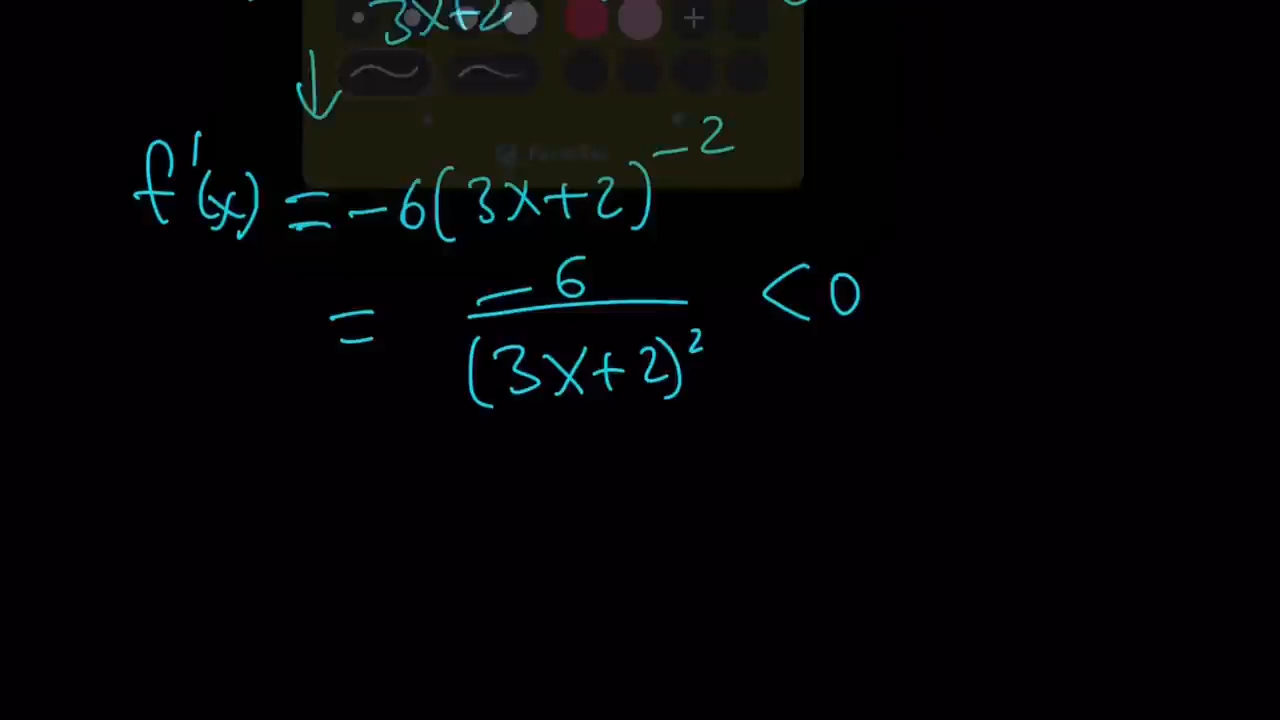 3x+2
f'(x) = -6(3x+2)^-2
= -6/(3x+2)^2 < 0